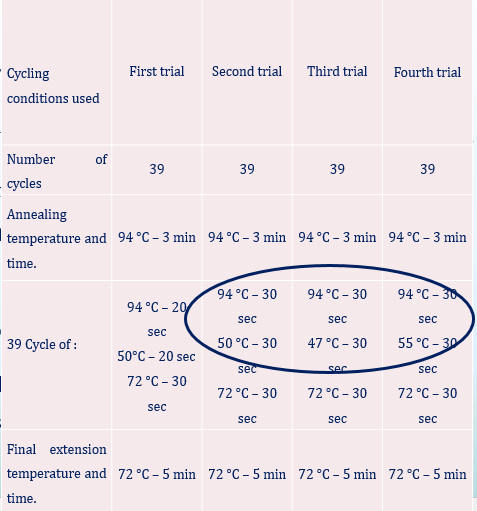 Cycling conditions used
First trial
Second trial
Third trial
Fourth trial
Number of cycles
39
39
39
39
Annealing temperature and time.
94 °C – 3 min
94 °C – 3 min
94 °C – 3 min
94 °C – 3 min
39 Cycle of :
94 °C – 20 sec
50°C – 20 sec
72 °C – 30 sec
94 °C – 30 sec
50 °C – 30 sec
72 °C – 30 sec
94 °C – 30 sec
47 °C – 30 sec
72 °C – 30 sec
94 °C – 30 sec
55 °C – 30 sec
72 °C – 30 sec
Final extension temperature and time.
72 °C – 5 min
72 °C – 5 min
72 °C – 5 min
72 °C – 5 min